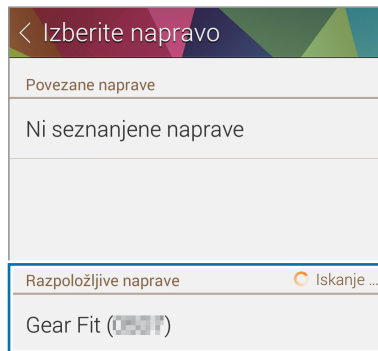 Izberite napravo
Povezane naprave
Ni seznanjene naprave
Razpoložljive naprave Iskanje ...
Gear Fit ( )